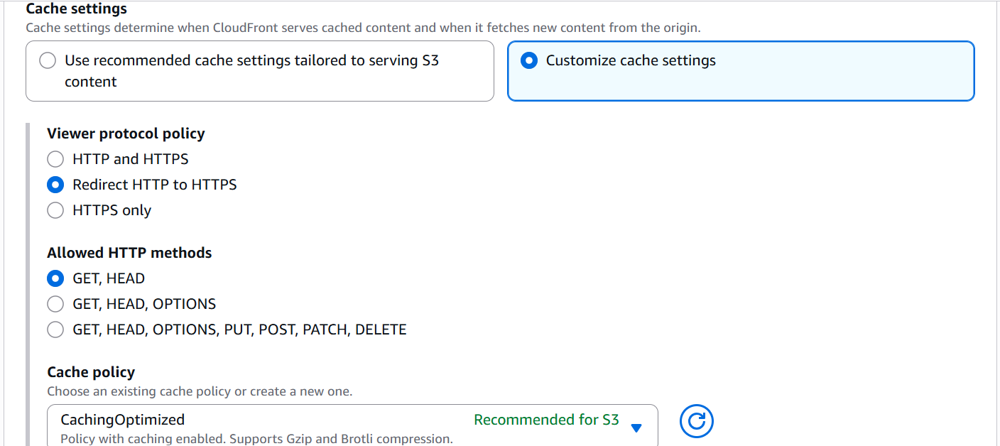 Cache settings
Cache settings determine when CloudFront serves cached content and when it fetches new content from the origin.
Use recommended cache settings tailored to serving S3
content
Customize cache settings
Viewer protocol policy
HTTP and HTTPS
Redirect HTTP to HTTPS
HTTPS only
Allowed HTTP methods
GET, HEAD
GET, HEAD, OPTIONS
GET, HEAD, OPTIONS, PUT, POST, PATCH, DELETE
Cache policy
Choose an existing cache policy or create a new one.
CachingOptimized
Recommended for S3
Policy with caching enabled. Supports Gzip and Brotli compression.